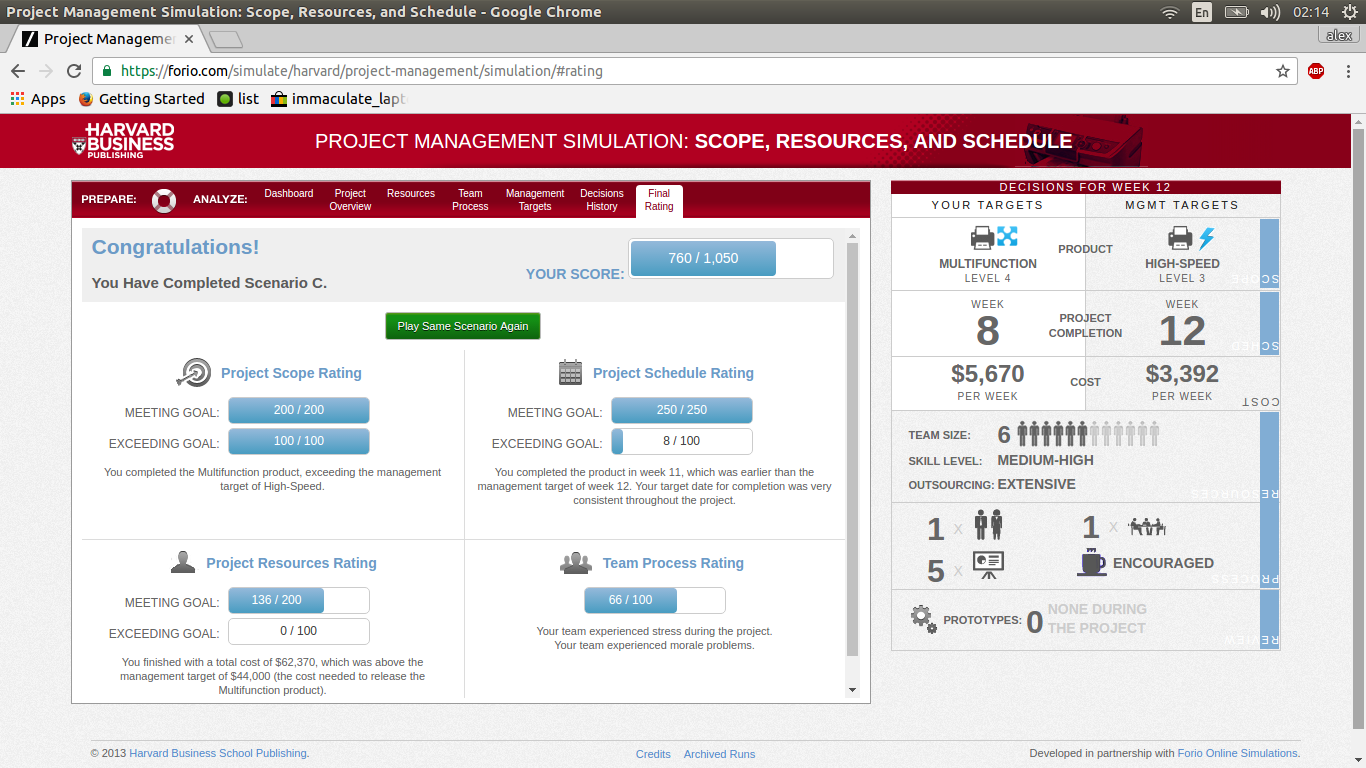 Project Management Simulation: Scope, Resources, and Schedule - Google Chrome
En
02:14
Project Manageme
alex
https://forio.com/simulate/harvard/project-management/simulation/#rating
ABP
Apps
Getting Started
list
immaculate_lapt
HARVARD
BUSINESS
PUBLISHING
PROJECT MANAGEMENT SIMULATION: SCOPE, RESOURCES, AND SCHEDULE
PREPARE:
ANALYZE:
Dashboard
Project
Overview
Resources
Team
Process
Management
Targets
Decisions
History
Final
Rating
Congratulations!
You Have Completed Scenario C.
YOUR SCORE:
760 / 1,050
Play Same Scenario Again
Project Scope Rating
MEETING GOAL:
200 / 200
EXCEEDING GOAL:
100 / 100
You completed the Multifunction product, exceeding the management
target of High-Speed.
Project Schedule Rating
MEETING GOAL:
250 / 250
EXCEEDING GOAL:
8 / 100
You completed the product in week 11, which was earlier than the
management target of week 12. Your target date for completion was very
consistent throughout the project.
Project Resources Rating
MEETING GOAL:
136 / 200
EXCEEDING GOAL:
0 / 100
You finished with a total cost of $62,370, which was above the
management target of $44,000 (the cost needed to release the
Multifunction product).
Team Process Rating
66 / 100
Your team experienced stress during the project.
Your team experienced morale problems.
DECISIONS FOR WEEK 12
YOUR TARGETS
MGMT TARGETS
MULTIFUNCTION
LEVEL 4
PRODUCT
HIGH-SPEED
LEVEL 3
SCOPE
WEEK
8
PROJECT
COMPLETION
WEEK
12
SCHED
$5,670
PER WEEK
COST
$3,392
PER WEEK
COST
TEAM SIZE:
6
SKILL LEVEL:
MEDIUM-HIGH
OUTSOURCING:
EXTENSIVE
RESOURCES
1 x
1 x
5 x
ENCOURAGED
PROCESS
PROTOTYPES:
0
NONE DURING
THE PROJECT
REVIEW
© 2013 Harvard Business School Publishing.
Credits
Archived Runs
Developed in partnership with Forio Online Simulations.